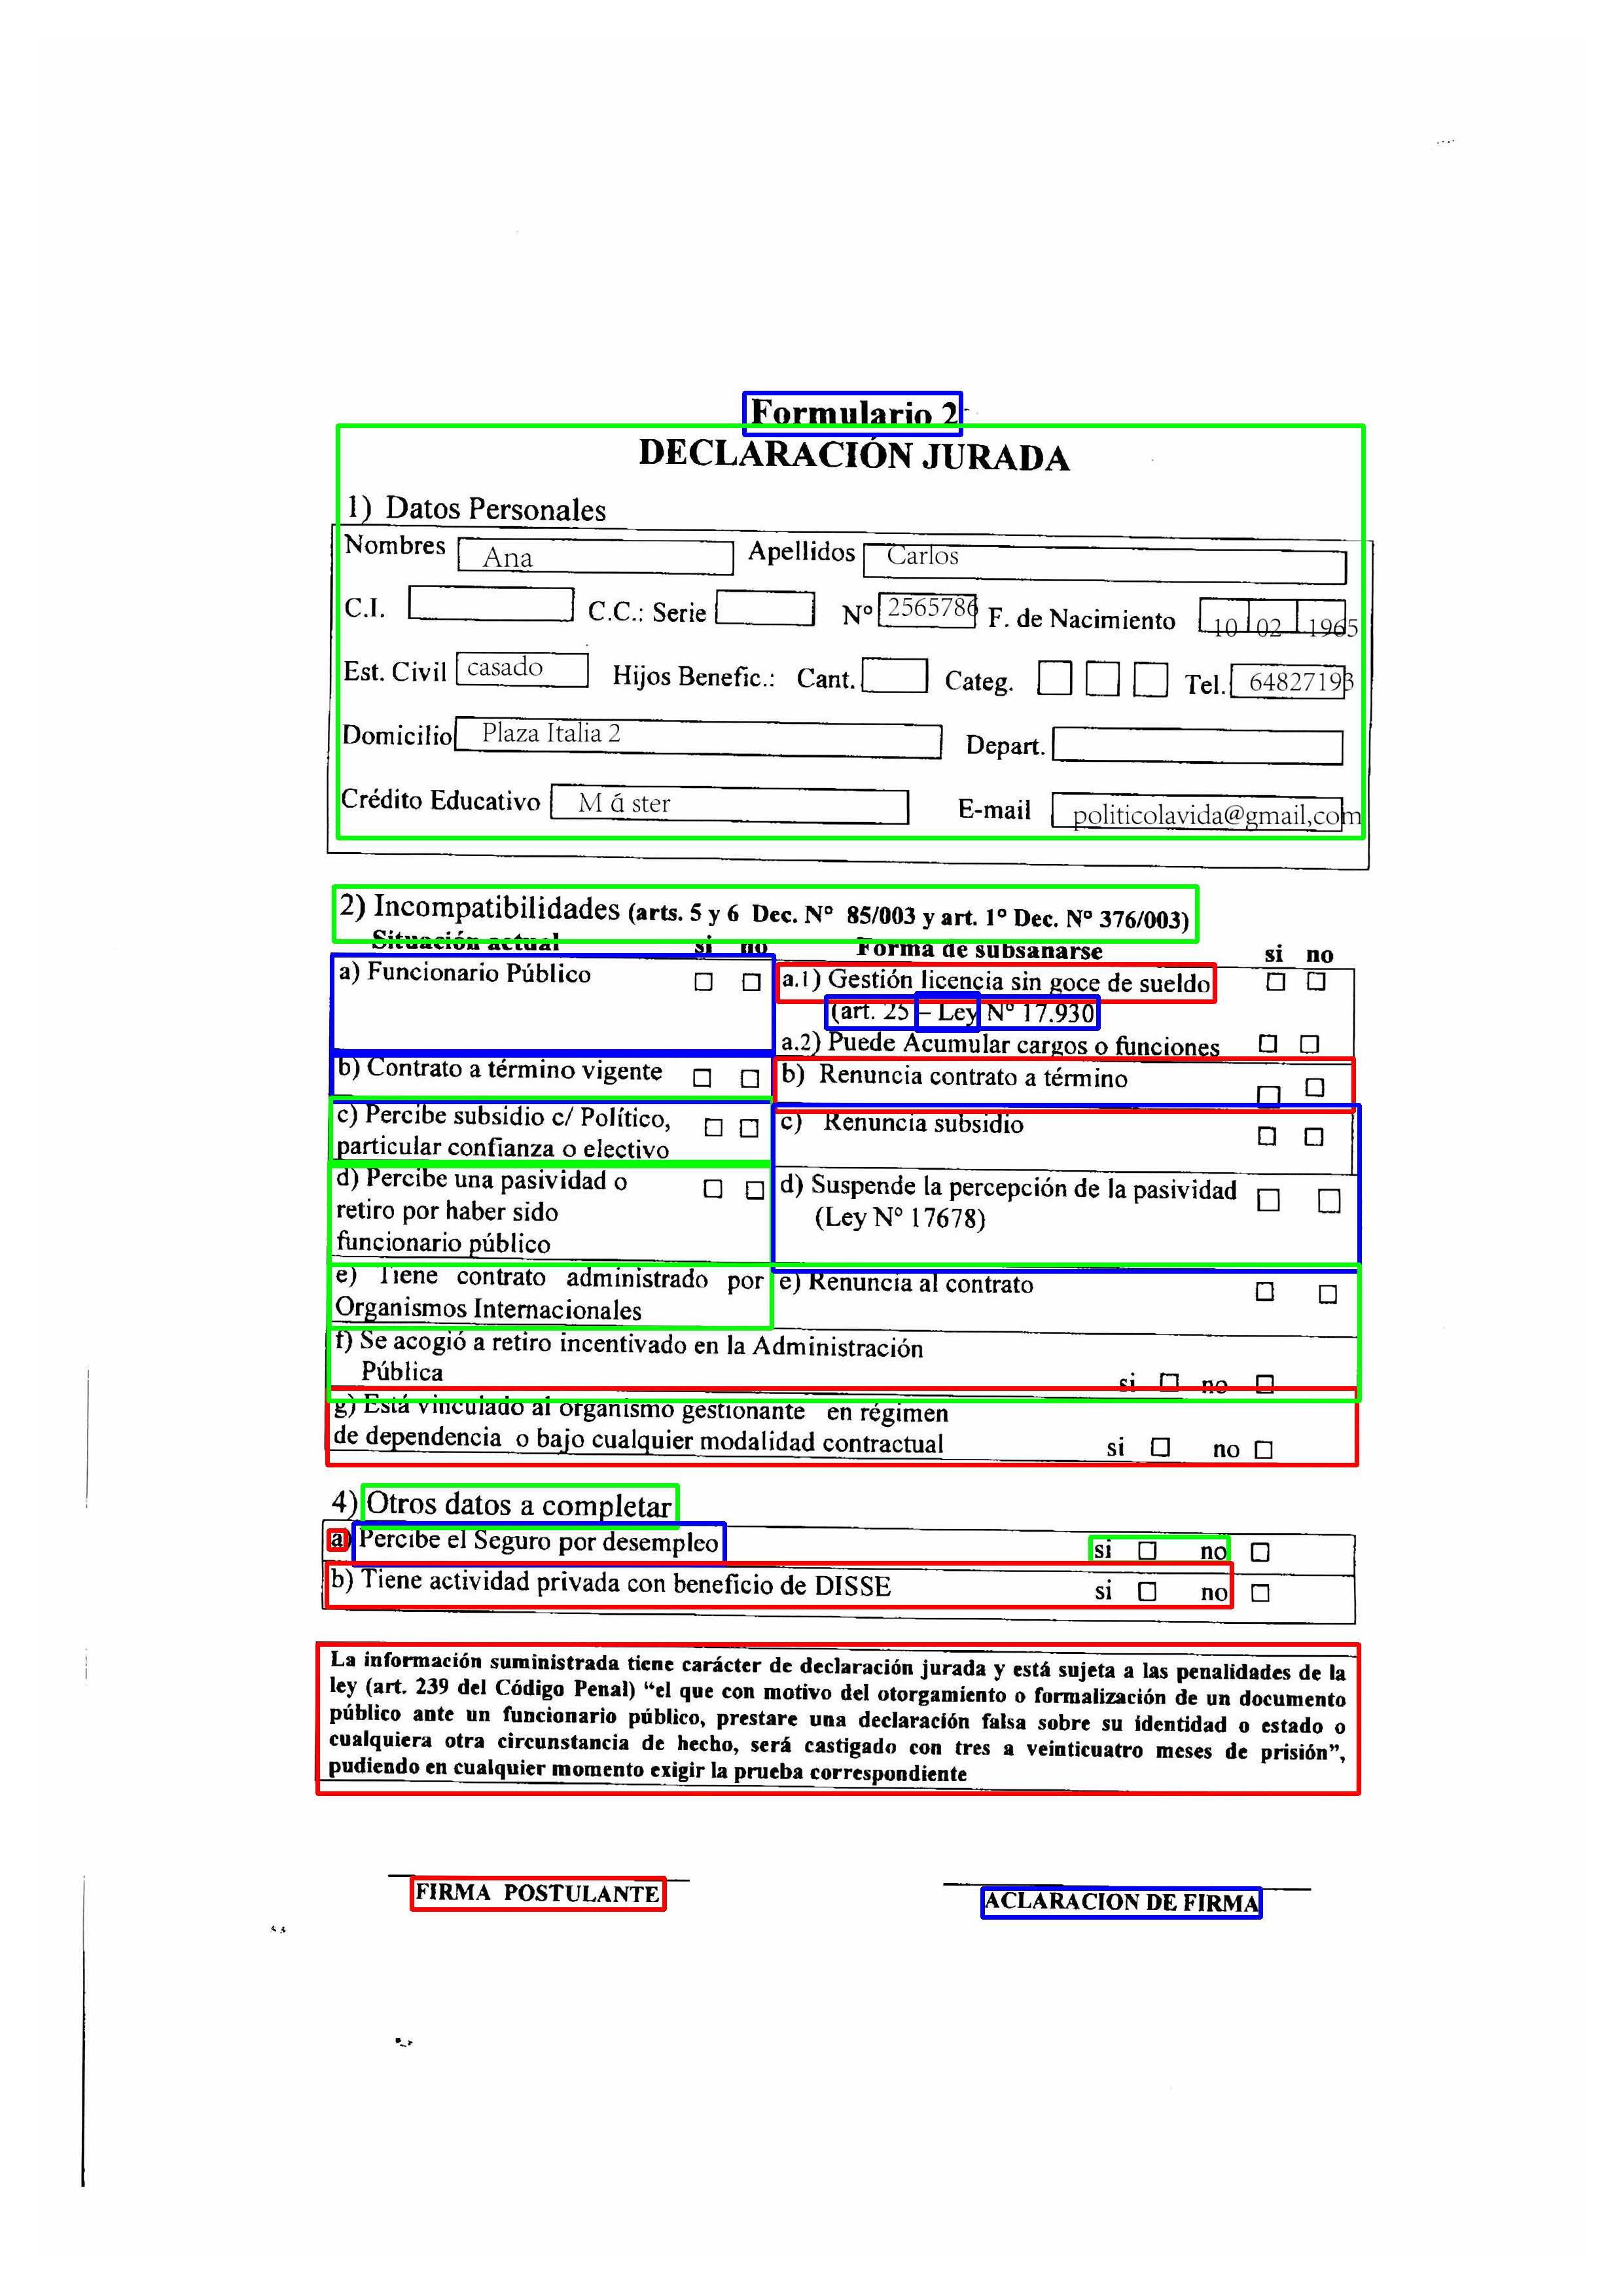 Formulario 2
DECLARACIÓN JURADA
1) Datos Personales
Nombres Ana Apellidos Carlos
C.I. C.C.: Serie Nº 2565786 F. de Nacimiento 10 02 1965
Est. Civil casado Hijos Benefic.: Cant. Categ. Tel. 64827193
Domicilio Plaza Italia 2 Depart.
Crédito Educativo M á ster E-mail politicolavida@gmail,com
2) Incompatibilidades (arts. 5 y 6 Dec. Nº 85/003 y art. 1º Dec. Nº 376/003)
Situación actual si no Forma de subsanarse si no
a) Funcionario Público a.1) Gestión licencia sin goce de sueldo
(art. 25 – Ley Nº 17.930)
a.2) Puede Acumular cargos o funciones
b) Contrato a término vigente b) Renuncia contrato a término
c) Percibe subsidio c/ Político, c) Renuncia subsidio
particular confianza o electivo
d) Percibe una pasividad o d) Suspende la percepción de la pasividad
retiro por haber sido (Ley Nº 17678)
funcionario público
e) Tiene contrato administrado por e) Renuncia al contrato
Organismos Internacionales
f) Se acogió a retiro incentivado en la Administración
Pública si no
g) Está vinculado al organismo gestionante en régimen
de dependencia o bajo cualquier modalidad contractual si no
4) Otros datos a completar
a) Percibe el Seguro por desempleo si no
b) Tiene actividad privada con beneficio de DISSE si no
La información suministrada tiene carácter de declaración jurada y está sujeta a las penalidades de la
ley (art. 239 del Código Penal) “el que con motivo del otorgamiento o formalización de un documento
público ante un funcionario público, prestare una declaración falsa sobre su identidad o estado o
cualquiera otra circunstancia de hecho, será castigado con tres a veinticuatro meses de prisión”,
pudiendo en cualquier momento exigir la prueba correspondiente
FIRMA POSTULANTE ACLARACION DE FIRMA